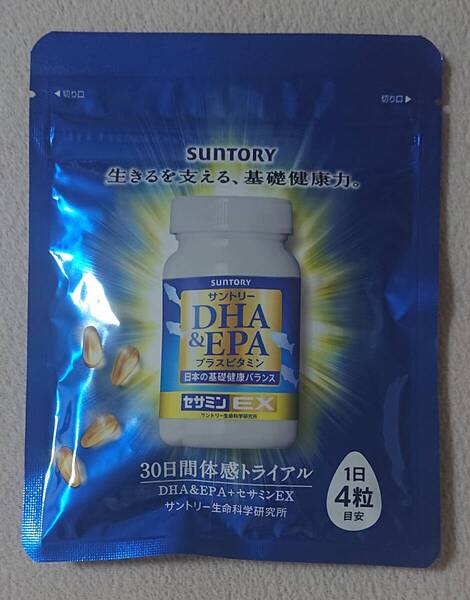 ◀切り口
切り口▶
SUNTORY
生きるを支える、基礎健康力。
SUNTORY
サントリー
DHA
&EPA
プラスビタミン
日本の基礎健康バランス
セサミンEX
サントリー生命科学研究所
30日間体感トライアル
DHA&EPA+セサミンEX
サントリー生命科学研究所
1日
4粒
目安